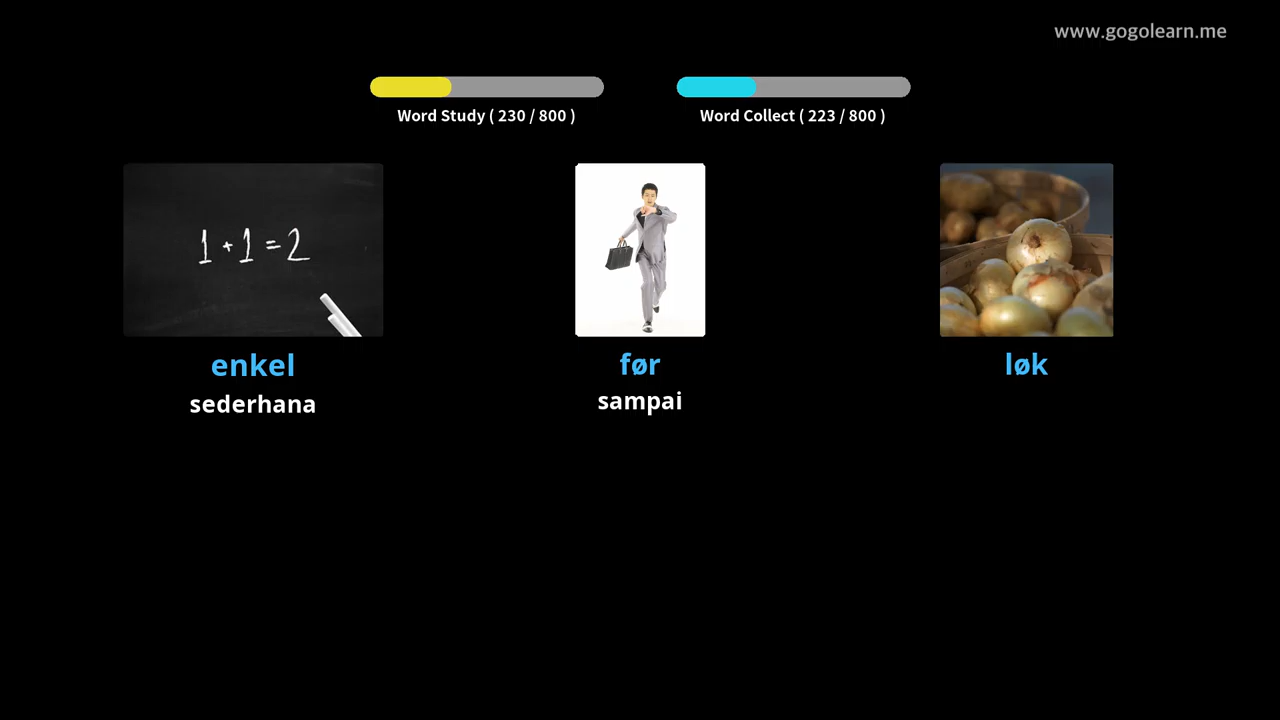 www.gogolearn.me
Word Study ( 230 / 800 )
Word Collect ( 223 / 800 )
1 + 1 = 2
enkel
sederhana
før
sampai
løk